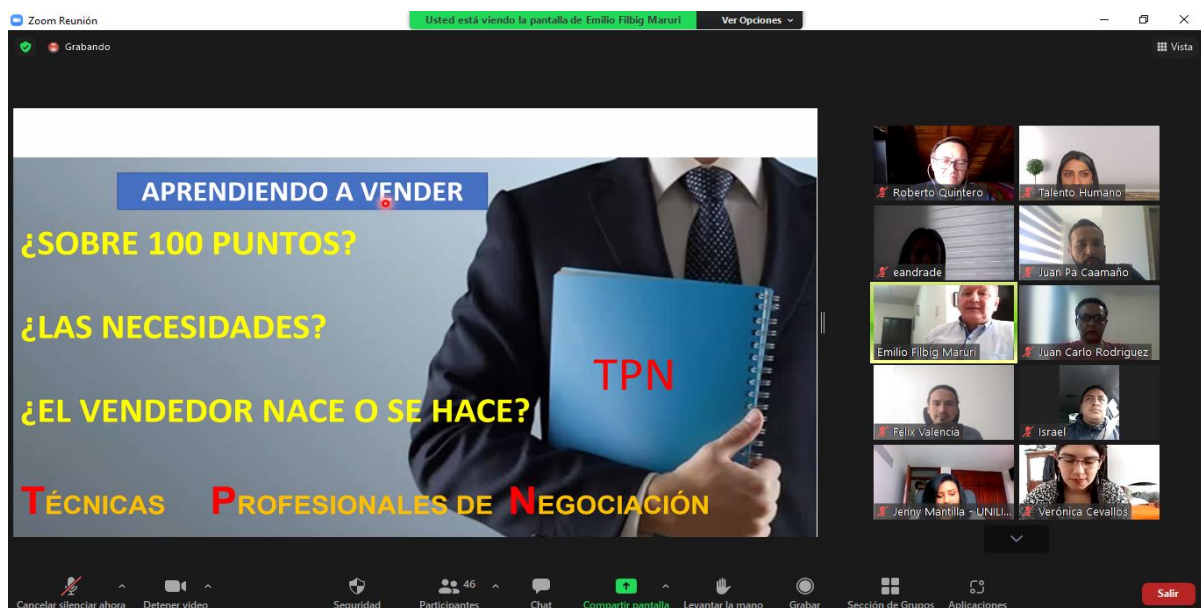 Zoom Reunión
Usted está viendo la pantalla de Emilio Filbig Maruri
Ver Opciones
Grabando
Vista
APRENDIENDO A VENDER
¿SOBRE 100 PUNTOS?
¿LAS NECESIDADES?
¿EL VENDEDOR NACE O SE HACE?
TPN
TÉCNICAS PROFESIONALES DE NEGOCIACIÓN
Roberto Quintero
Talento Humano
eandrade
Juan Pa Caamaño
Emilio Filbig Maruri
Juan Carlo Rodriguez
Félix Valencia
Israel
Jenny Mantilla - UNILI...
Verónica Cevallos
Cancelar silenciar ahora
Detener video
Seguridad
46
Participantes
Chat
Compartir pantalla
Levantar la mano
Grabar
Sección de Grupos
Aplicaciones
Salir